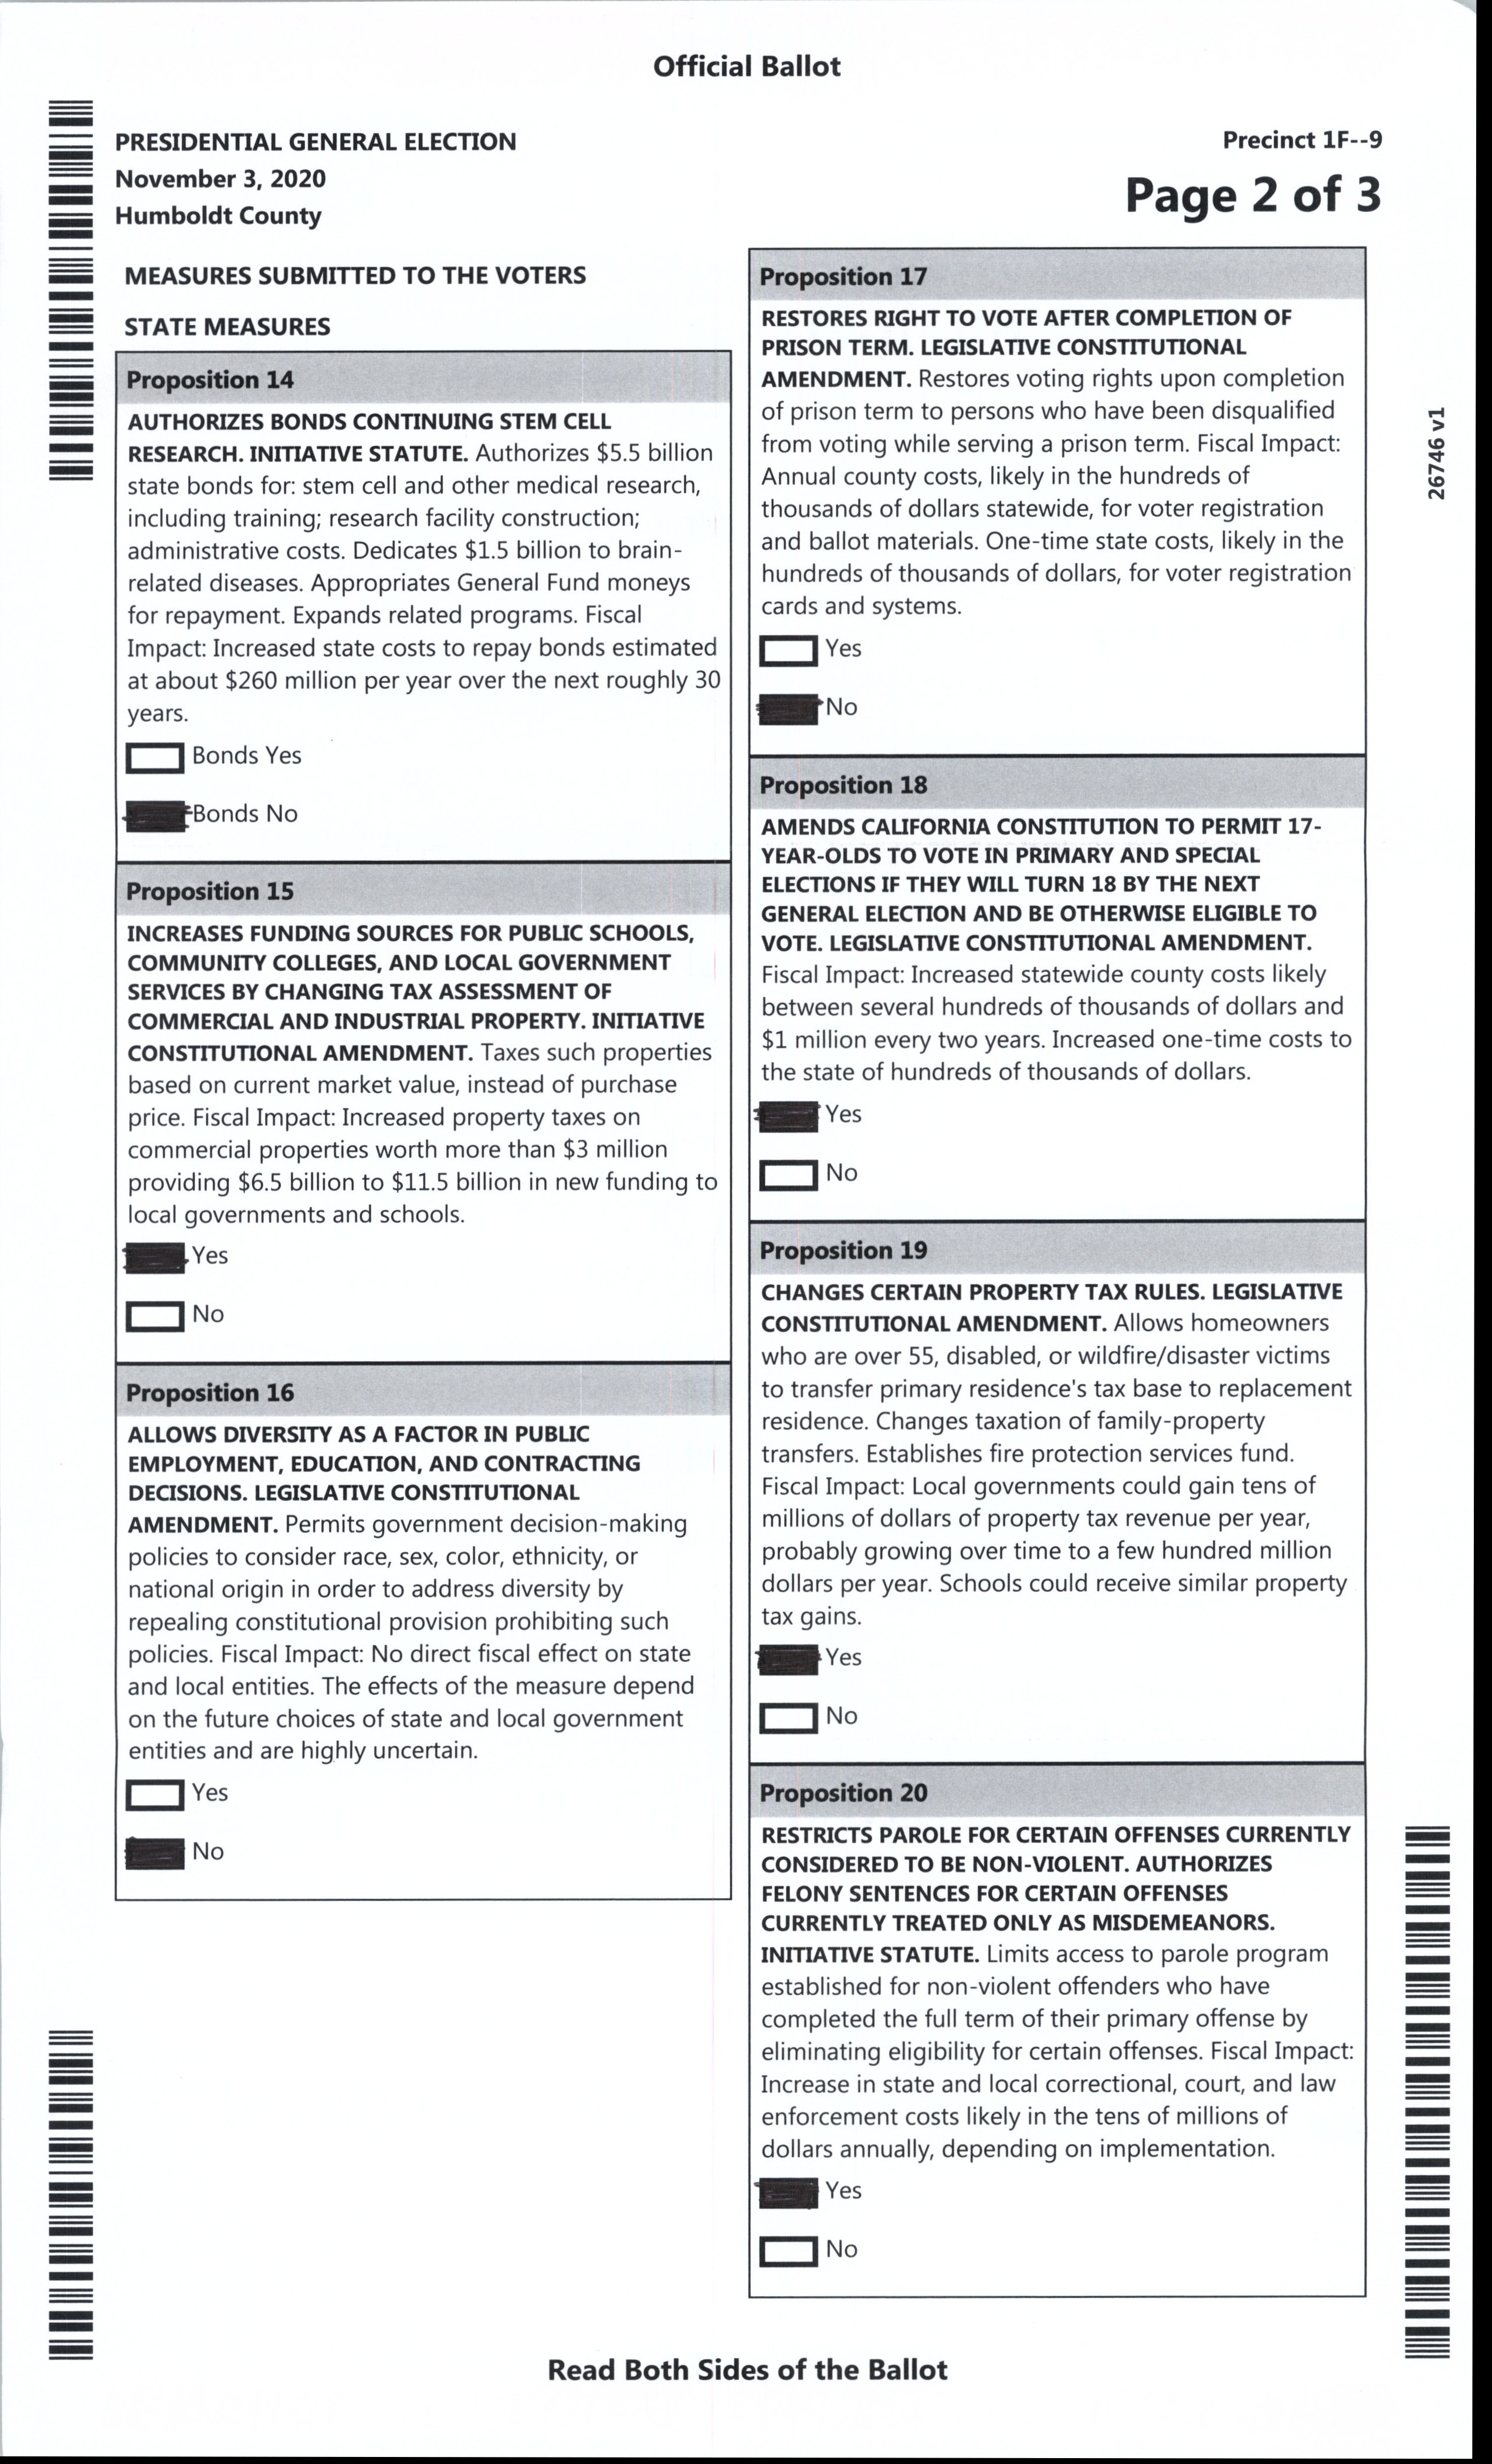 Official Ballot
PRESIDENTIAL GENERAL ELECTION
November 3, 2020
Humboldt County
Precinct 1F--9
Page 2 of 3
MEASURES SUBMITTED TO THE VOTERS
STATE MEASURES
Proposition 14
AUTHORIZES BONDS CONTINUING STEM CELL
RESEARCH. INITIATIVE STATUTE. Authorizes $5.5 billion
state bonds for: stem cell and other medical research,
including training; research facility construction;
administrative costs. Dedicates $1.5 billion to brain-
related diseases. Appropriates General Fund moneys
for repayment. Expands related programs. Fiscal
Impact: Increased state costs to repay bonds estimated
at about $260 million per year over the next roughly 30
years.
Bonds Yes
Bonds No
Proposition 15
INCREASES FUNDING SOURCES FOR PUBLIC SCHOOLS,
COMMUNITY COLLEGES, AND LOCAL GOVERNMENT
SERVICES BY CHANGING TAX ASSESSMENT OF
COMMERCIAL AND INDUSTRIAL PROPERTY. INITIATIVE
CONSTITUTIONAL AMENDMENT. Taxes such properties
based on current market value, instead of purchase
price. Fiscal Impact: Increased property taxes on
commercial properties worth more than $3 million
providing $6.5 billion to $11.5 billion in new funding to
local governments and schools.
Yes
No
Proposition 16
ALLOWS DIVERSITY AS A FACTOR IN PUBLIC
EMPLOYMENT, EDUCATION, AND CONTRACTING
DECISIONS. LEGISLATIVE CONSTITUTIONAL
AMENDMENT. Permits government decision-making
policies to consider race, sex, color, ethnicity, or
national origin in order to address diversity by
repealing constitutional provision prohibiting such
policies. Fiscal Impact: No direct fiscal effect on state
and local entities. The effects of the measure depend
on the future choices of state and local government
entities and are highly uncertain.
Yes
No
Proposition 17
RESTORES RIGHT TO VOTE AFTER COMPLETION OF
PRISON TERM. LEGISLATIVE CONSTITUTIONAL
AMENDMENT. Restores voting rights upon completion
of prison term to persons who have been disqualified
from voting while serving a prison term. Fiscal Impact:
Annual county costs, likely in the hundreds of
thousands of dollars statewide, for voter registration
and ballot materials. One-time state costs, likely in the
hundreds of thousands of dollars, for voter registration
cards and systems.
Yes
No
Proposition 18
AMENDS CALIFORNIA CONSTITUTION TO PERMIT 17-
YEAR-OLDS TO VOTE IN PRIMARY AND SPECIAL
ELECTIONS IF THEY WILL TURN 18 BY THE NEXT
GENERAL ELECTION AND BE OTHERWISE ELIGIBLE TO
VOTE. LEGISLATIVE CONSTITUTIONAL AMENDMENT.
Fiscal Impact: Increased statewide county costs likely
between several hundreds of thousands of dollars and
$1 million every two years. Increased one-time costs to
the state of hundreds of thousands of dollars.
Yes
No
Proposition 19
CHANGES CERTAIN PROPERTY TAX RULES. LEGISLATIVE
CONSTITUTIONAL AMENDMENT. Allows homeowners
who are over 55, disabled, or wildfire/disaster victims
to transfer primary residence's tax base to replacement
residence. Changes taxation of family-property
transfers. Establishes fire protection services fund.
Fiscal Impact: Local governments could gain tens of
millions of dollars of property tax revenue per year,
probably growing over time to a few hundred million
dollars per year. Schools could receive similar property
tax gains.
Yes
No
Proposition 20
RESTRICTS PAROLE FOR CERTAIN OFFENSES CURRENTLY
CONSIDERED TO BE NON-VIOLENT. AUTHORIZES
FELONY SENTENCES FOR CERTAIN OFFENSES
CURRENTLY TREATED ONLY AS MISDEMEANORS.
INITIATIVE STATUTE. Limits access to parole program
established for non-violent offenders who have
completed the full term of their primary offense by
eliminating eligibility for certain offenses. Fiscal Impact:
Increase in state and local correctional, court, and law
enforcement costs likely in the tens of millions of
dollars annually, depending on implementation.
Yes
No
26746 v1
Read Both Sides of the Ballot